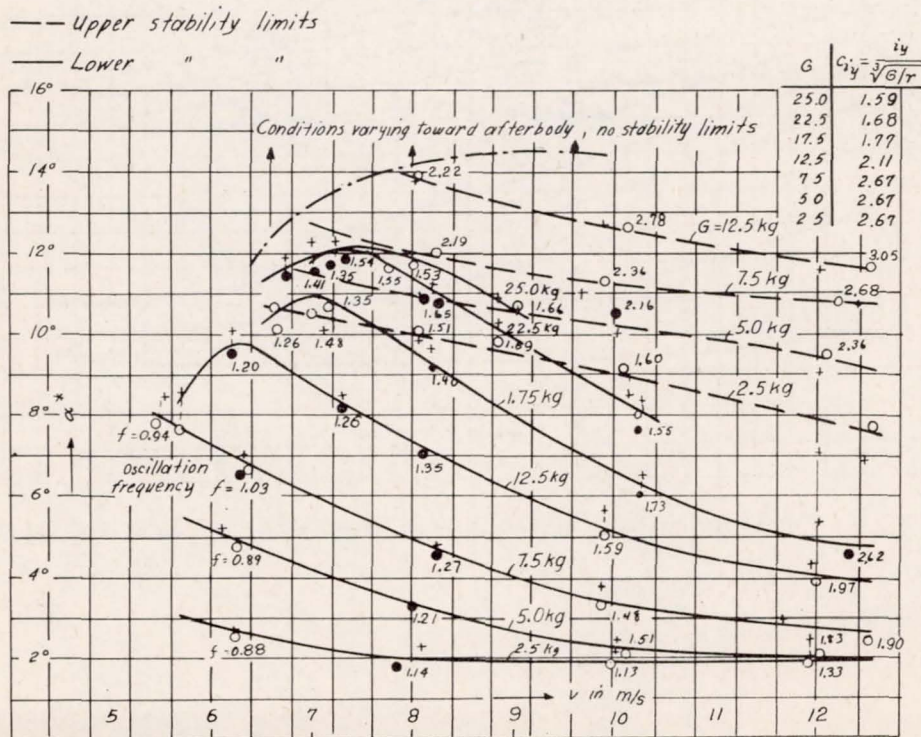 — — Upper stability limits
—— Lower " "
G C_iy = i_y / ∛G/r
25.0 1.59
22.5 1.68
17.5 1.77
12.5 2.11
7.5 2.67
5.0 2.67
2.5 2.67
16°
Conditions varying toward afterbody, no stability limits
14°
2.22
2.78
G=12.5 kg
3.05
12°
2.19
1.54
1.35
1.41
1.55
1.53
25.0 kg
2.36
7.5 kg
2.68
1.35
1.65
1.66
2.16
10°
1.26
1.48
1.51
22.5 kg
1.89
5.0 kg
2.36
1.20
1.40
1.60
2.5 kg
8°
α
f=0.94
1.26
1.75 kg
1.55
oscillation
frequency
f=1.03
1.35
12.5 kg
6°
1.73
f=0.89
1.59
2.62
4°
1.27
7.5 kg
1.97
1.21
5.0 kg
1.48
1.51
1.83
1.90
2°
f=0.88
1.14
2.5 kg
1.13
1.33
v in m/s
5 6 7 8 9 10 11 12